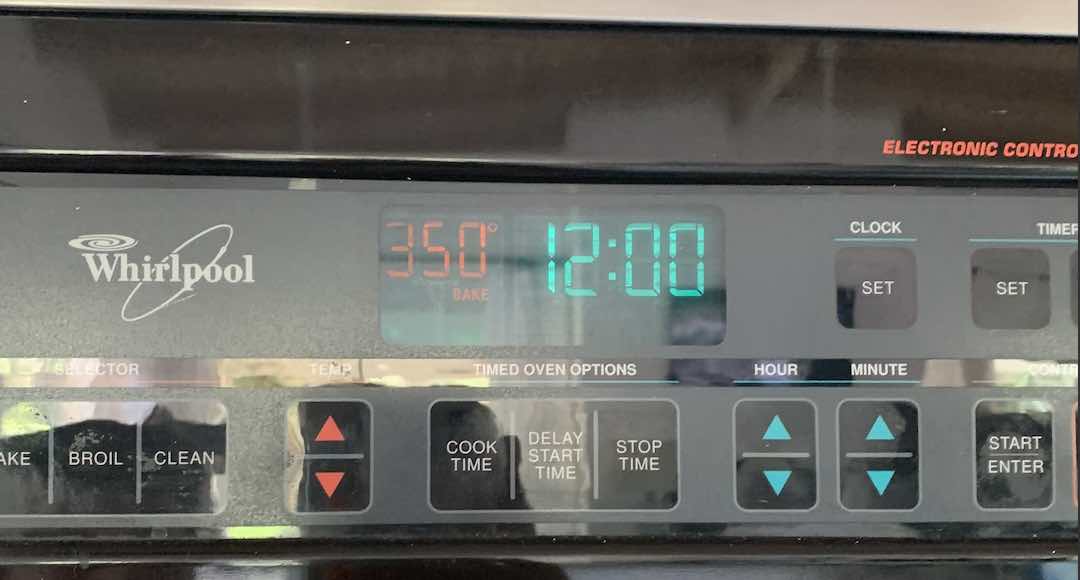 ELECTRONIC CONTRO
Whirlpool
350°
BAKE
12:00
CLOCK
SET
TIMER
SET
SELECTOR
TEMP
TIMED OVEN OPTIONS
HOUR
MINUTE
CONTR
AKE
BROIL
CLEAN
COOK
TIME
DELAY
START
TIME
STOP
TIME
START
ENTER